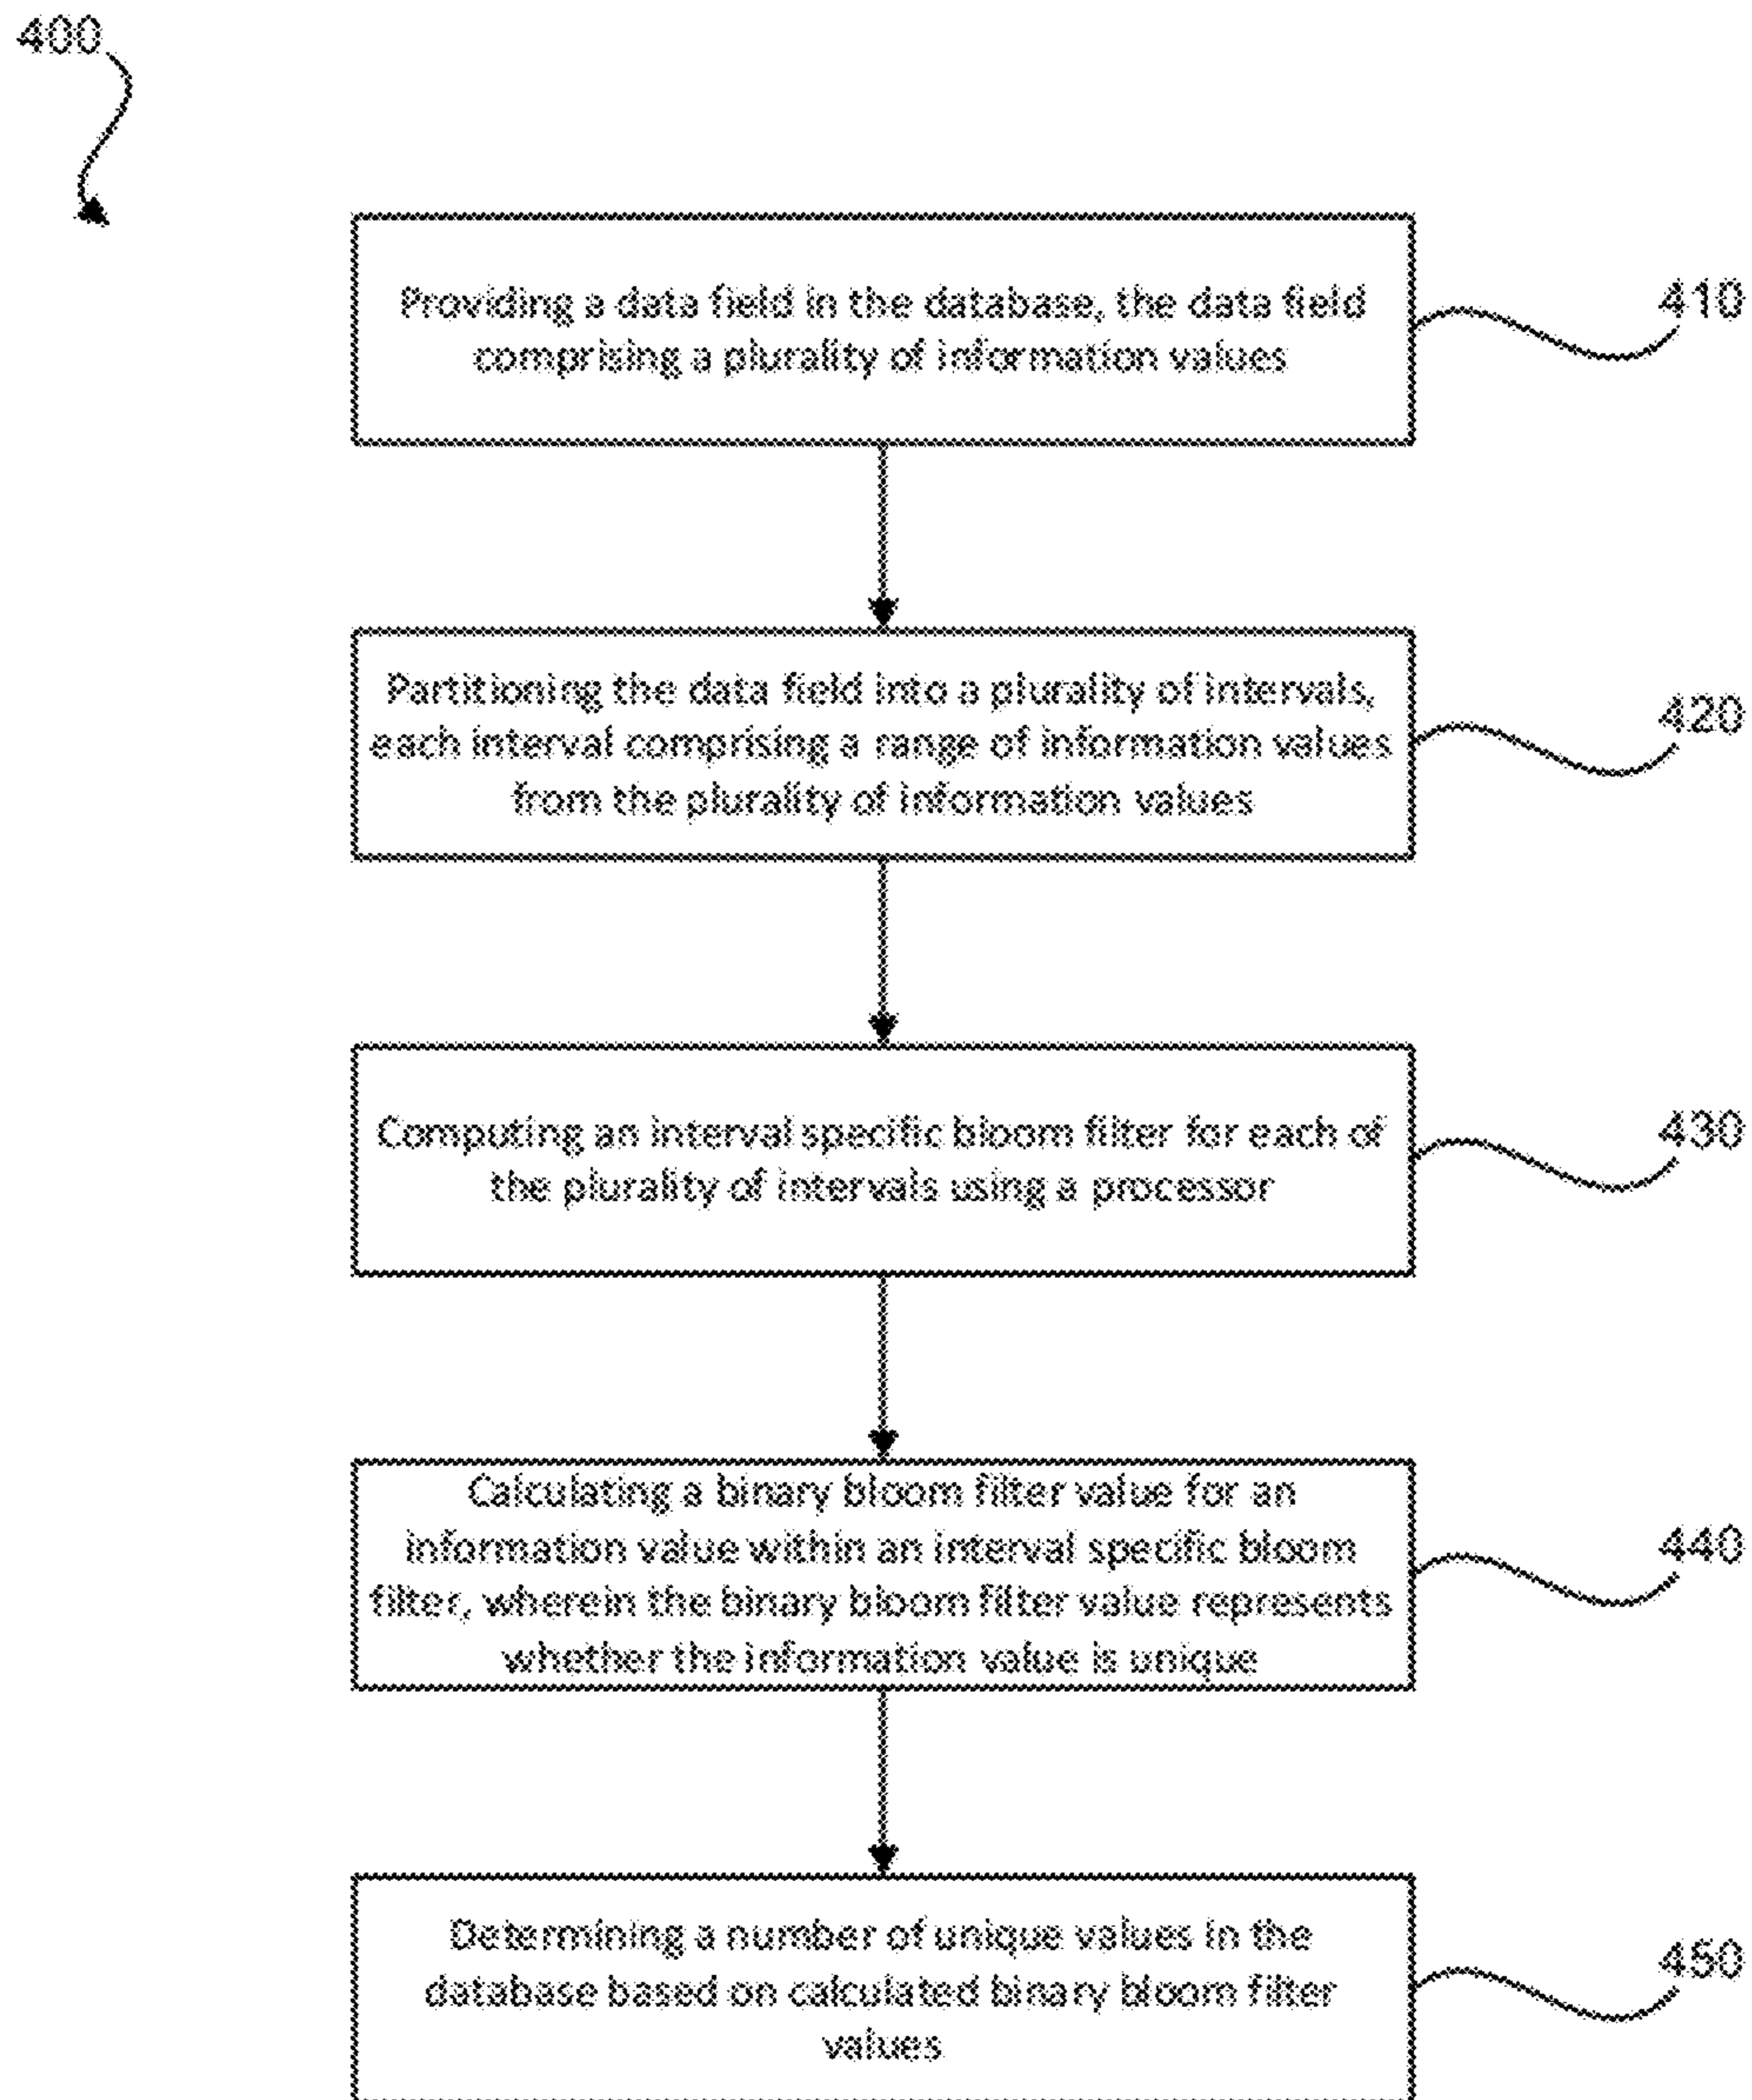 400
Providing a data field in the database, the data field
comprising a plurality of information values
410
Partitioning the data field into a plurality of intervals,
each interval comprising a range of information values
from the plurality of information values
420
Computing an interval specific bloom filter for each of
the plurality of intervals using a processor
430
Calculating a binary bloom filter value for an
information value within an interval specific bloom
filter, wherein the binary bloom filter value represents
whether the information value is unique
440
Determining a number of unique values in the
database based on calculated binary bloom filter
values
450